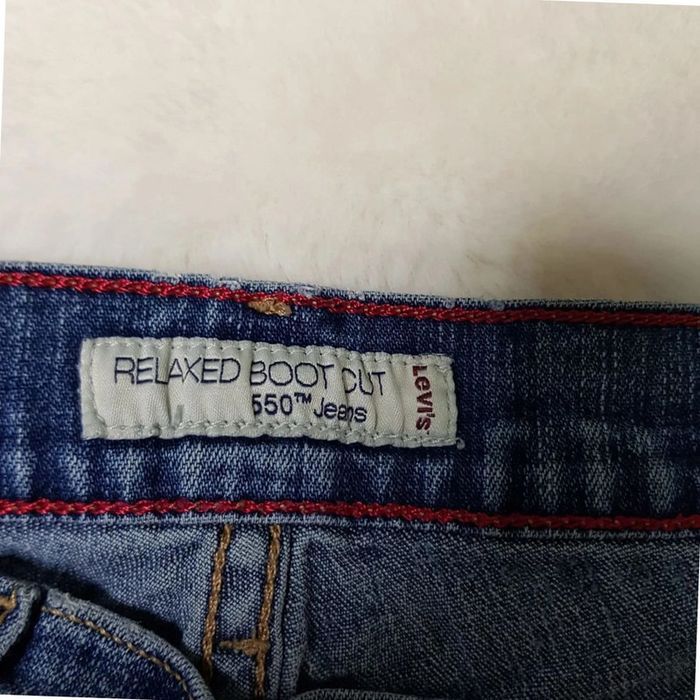 RELAXED BOOT CUT
550™ Jeans
Levi's